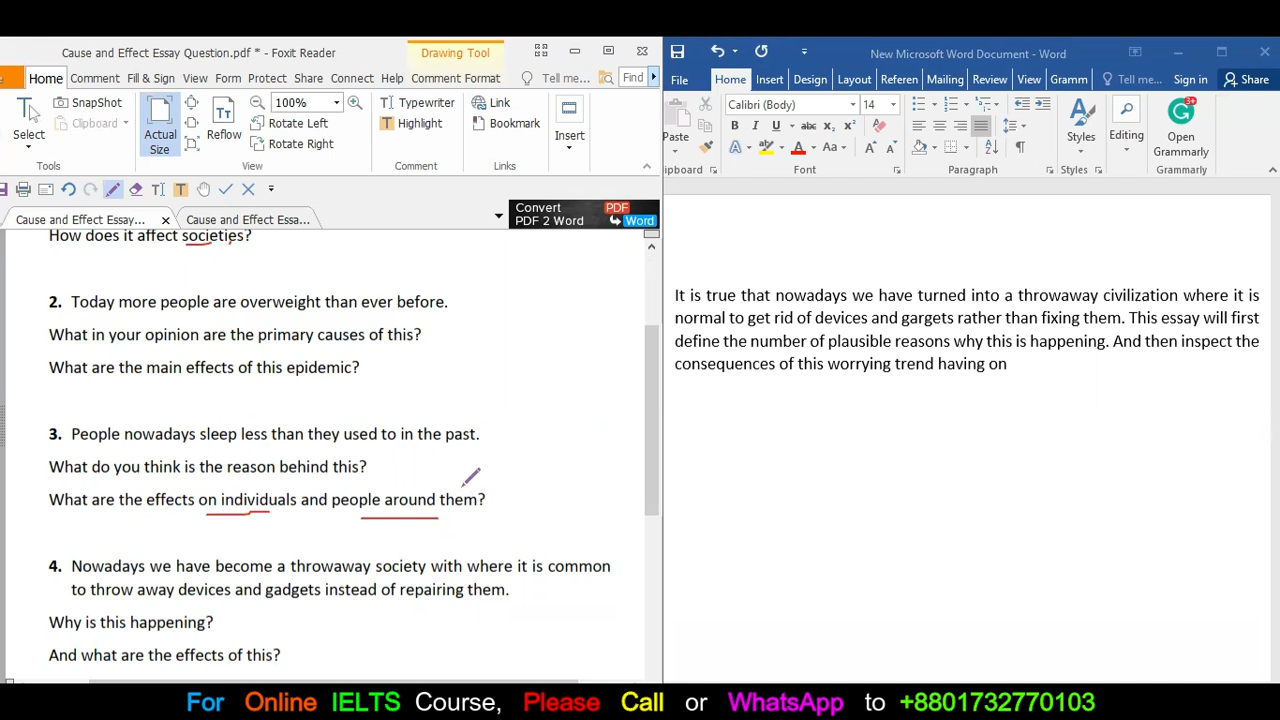 Cause and Effect Essay Question.pdf * - Foxit Reader
Drawing Tool
New Microsoft Word Document - Word
Home Comment Fill & Sign View Form Protect Share Connect Help Comment Format Tell me... Find
File Home Insert Design Layout Referen Mailing Review View Gramm Tell me... Sign in Share
SnapShot
Clipboard
Select
Actual Size
Reflow
100%
Rotate Left
Rotate Right
Typewriter
Highlight
Link
Bookmark
Insert
Tools View Comment Links
Paste
Calibri (Body) 14
B I U abc x₂ x²
Styles
Editing
Open Grammarly
lipboard Font Paragraph Styles Grammarly
Cause and Effect Essay... Cause and Effect Essa...
Convert PDF
PDF 2 Word Word
How does it affect societies?
2. Today more people are overweight than ever before.
What in your opinion are the primary causes of this?
What are the main effects of this epidemic?
3. People nowadays sleep less than they used to in the past.
What do you think is the reason behind this?
What are the effects on individuals and people around them?
4. Nowadays we have become a throwaway society with where it is common
to throw away devices and gadgets instead of repairing them.
Why is this happening?
And what are the effects of this?
It is true that nowadays we have turned into a throwaway civilization where it is
normal to get rid of devices and gargets rather than fixing them. This essay will first
define the number of plausible reasons why this is happening. And then inspect the
consequences of this worrying trend having on
For Online IELTS Course, Please Call or WhatsApp to +8801732770103